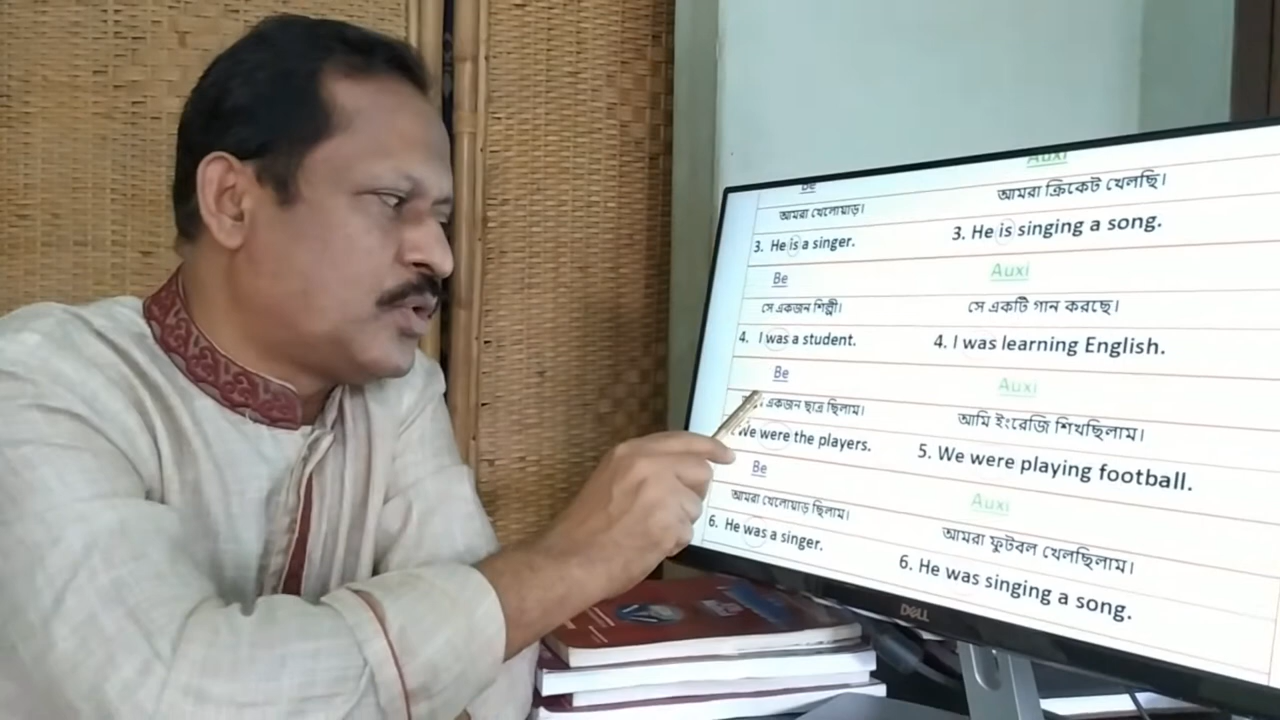 Be Auxi
আমরা খেলোয়াড়। আমরা ক্রিকেট খেলছি।
3. He is a singer. 3. He is singing a song.
Be Auxi
সে একজন শিল্পী। সে একটি গান করছে।
4. I was a student. 4. I was learning English.
Be Auxi
একজন ছাত্র ছিলাম। আমি ইংরেজি শিখছিলাম।
We were the players. 5. We were playing football.
Be Auxi
আমরা খেলোয়াড় ছিলাম। আমরা ফুটবল খেলছিলাম।
6. He was a singer. 6. He was singing a song.
DELL